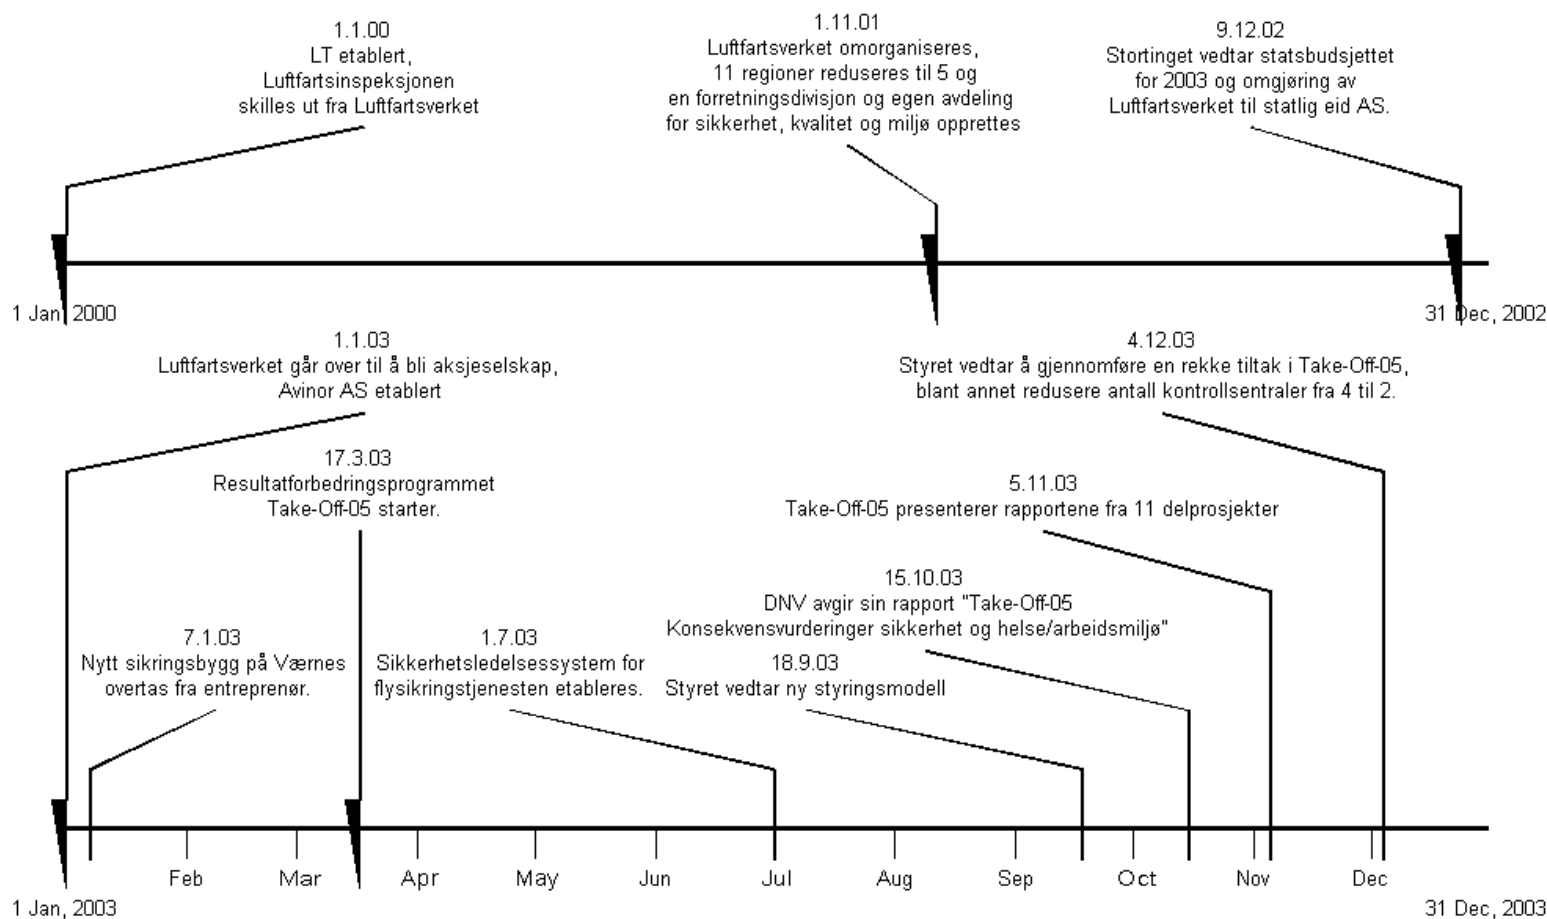 1.1.00
LT etablert,
Luftfartsinspeksjonen
skilles ut fra Luftfartsverket
1.11.01
Luftfartsverket omorganiseres,
11 regioner reduseres til 5 og
en forretningsdivisjon og egen avdeling
for sikkerhet, kvalitet og miljø opprettes
9.12.02
Stortinget vedtar statsbudsjettet
for 2003 og omgjøring av
Luftfartsverket til statlig eid AS.
1 Jan, 2000
31 Dec, 2002
1.1.03
Luftfartsverket går over til å bli aksjeselskap,
Avinor AS etablert
4.12.03
Styret vedtar å gjennomføre en rekke tiltak i Take-Off-05,
blant annet redusere antall kontrollsentraler fra 4 til 2.
17.3.03
Resultatforbedringsprogrammet
Take-Off-05 starter.
5.11.03
Take-Off-05 presenterer rapportene fra 11 delprosjekter
15.10.03
DNV avgir sin rapport "Take-Off-05
Konsekvensvurderinger sikkerhet og helse/arbeidsmiljø"
7.1.03
Nytt sikringsbygg på Værnes
overtas fra entreprenør.
1.7.03
Sikkerhetsledelsessystem for
flysikringstjenesten etableres.
18.9.03
Styret vedtar ny styringsmodell
Feb Mar Apr May Jun Jul Aug Sep Oct Nov Dec
1 Jan, 2003
31 Dec, 2003